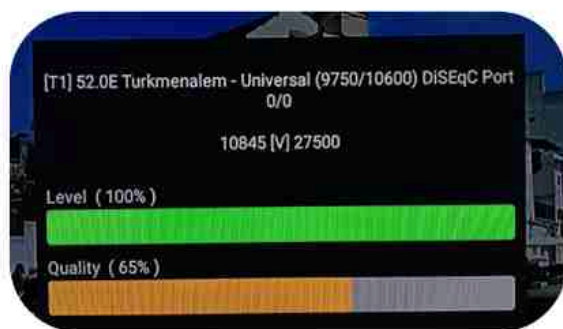 [T1] 52.0E Turkmenalem - Universal (9750/10600) DiSEqC Port
0/0
10845 [V] 27500
Level ( 100% )
Quality ( 65% )